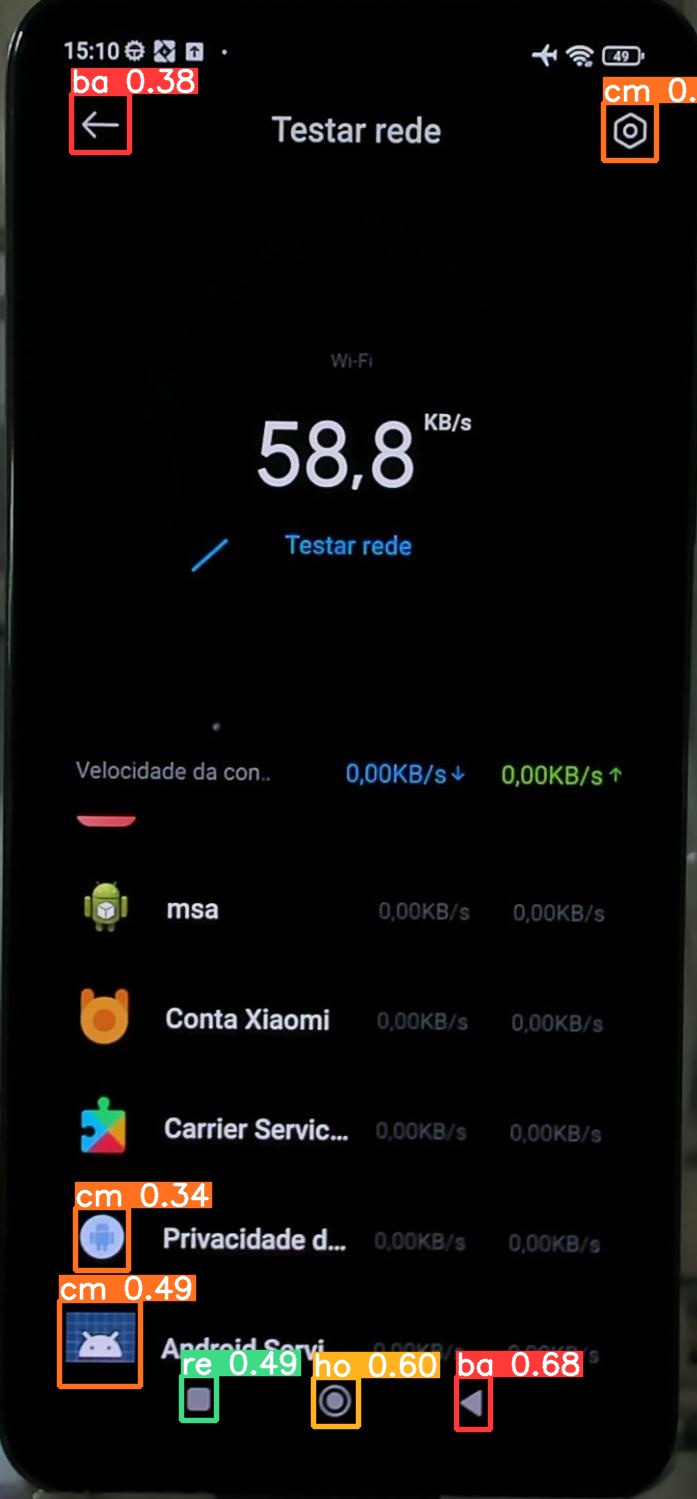 15:10 49
ba 0.38
cm 0.
Testar rede
Wi-Fi
58,8 KB/s
Testar rede
Velocidade da con.. 0,00KB/s↓ 0,00KB/s↑
msa 0,00KB/s 0,00KB/s
Conta Xiaomi 0,00KB/s 0,00KB/s
Carrier Servic... 0,00KB/s 0,00KB/s
cm 0.34
Privacidade d... 0,00KB/s 0,00KB/s
cm 0.49
Android Servi
re 0.49 ho 0.60 ba 0.68